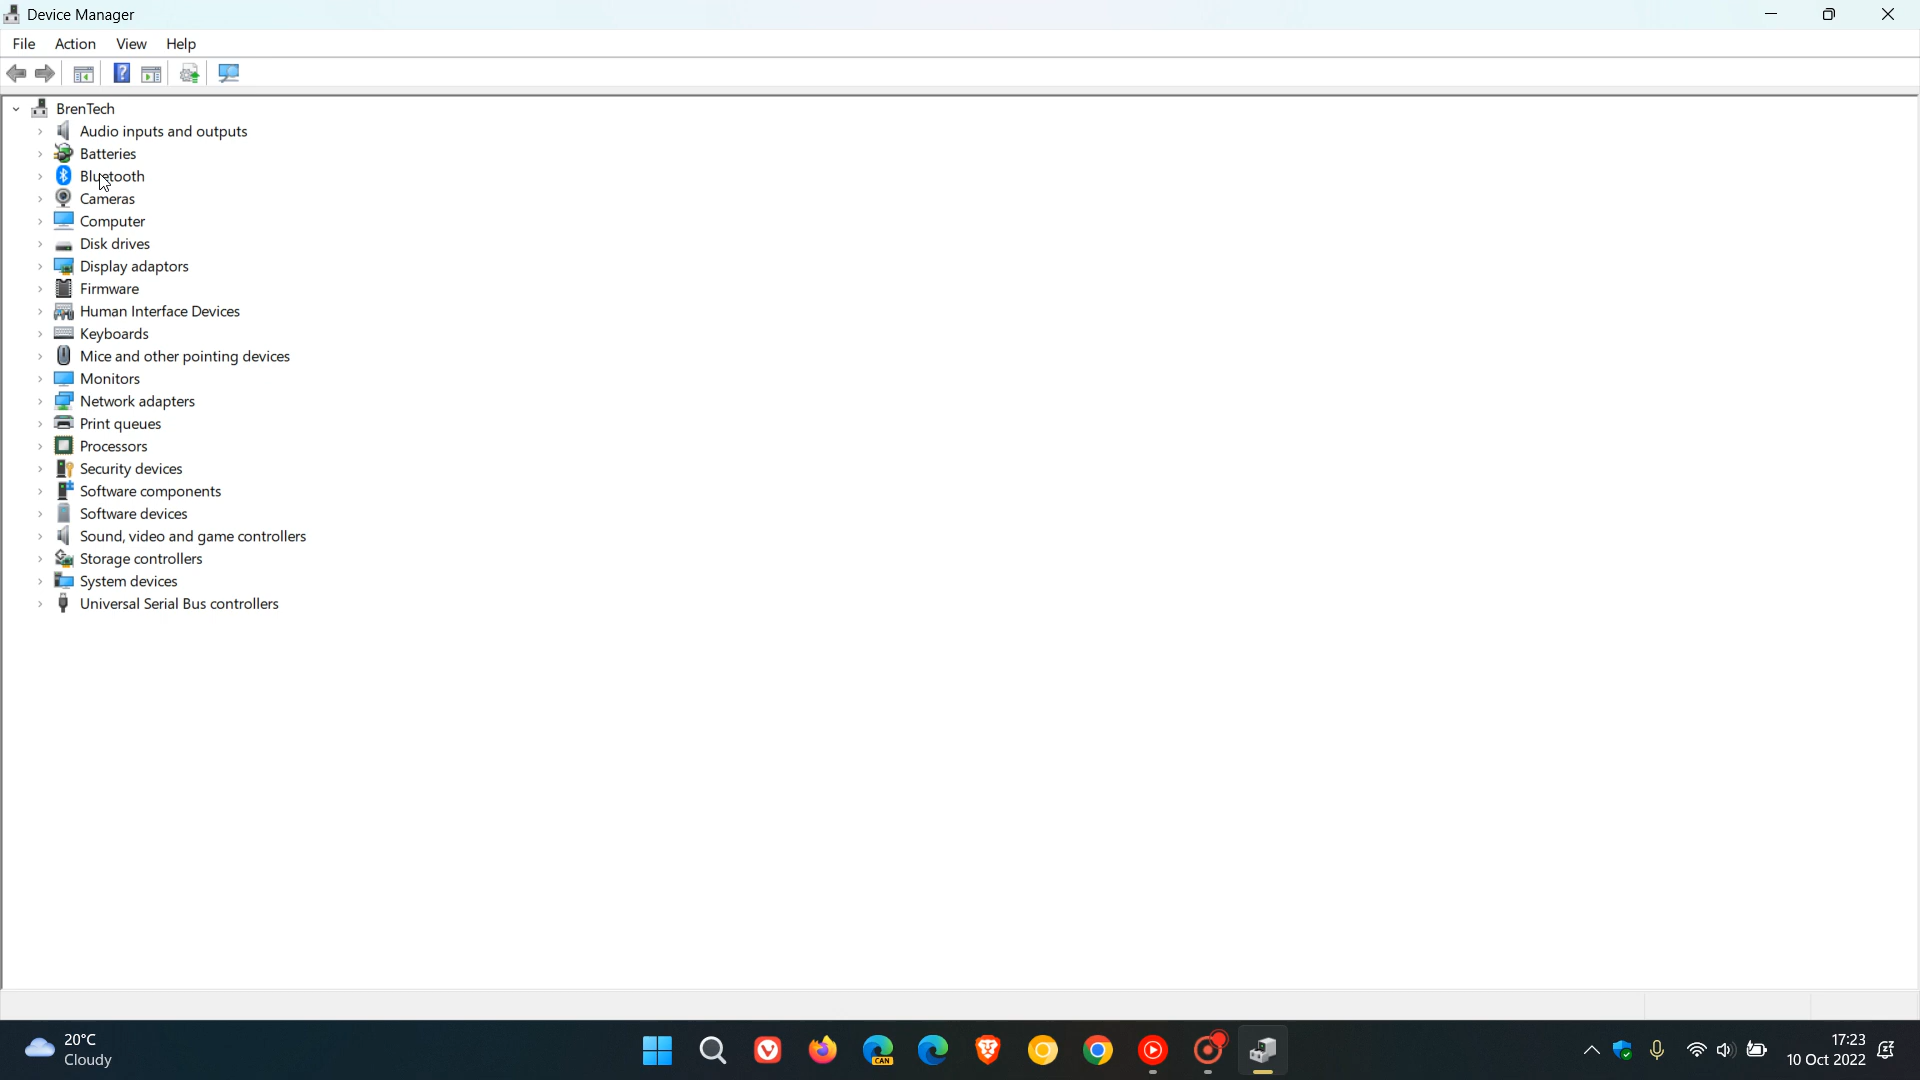 Device Manager
File Action View Help
BrenTech
Audio inputs and outputs
Batteries
Bluetooth
Cameras
Computer
Disk drives
Display adaptors
Firmware
Human Interface Devices
Keyboards
Mice and other pointing devices
Monitors
Network adapters
Print queues
Processors
Security devices
Software components
Software devices
Sound, video and game controllers
Storage controllers
System devices
Universal Serial Bus controllers
20°C
Cloudy
CAN
17:23
10 Oct 2022